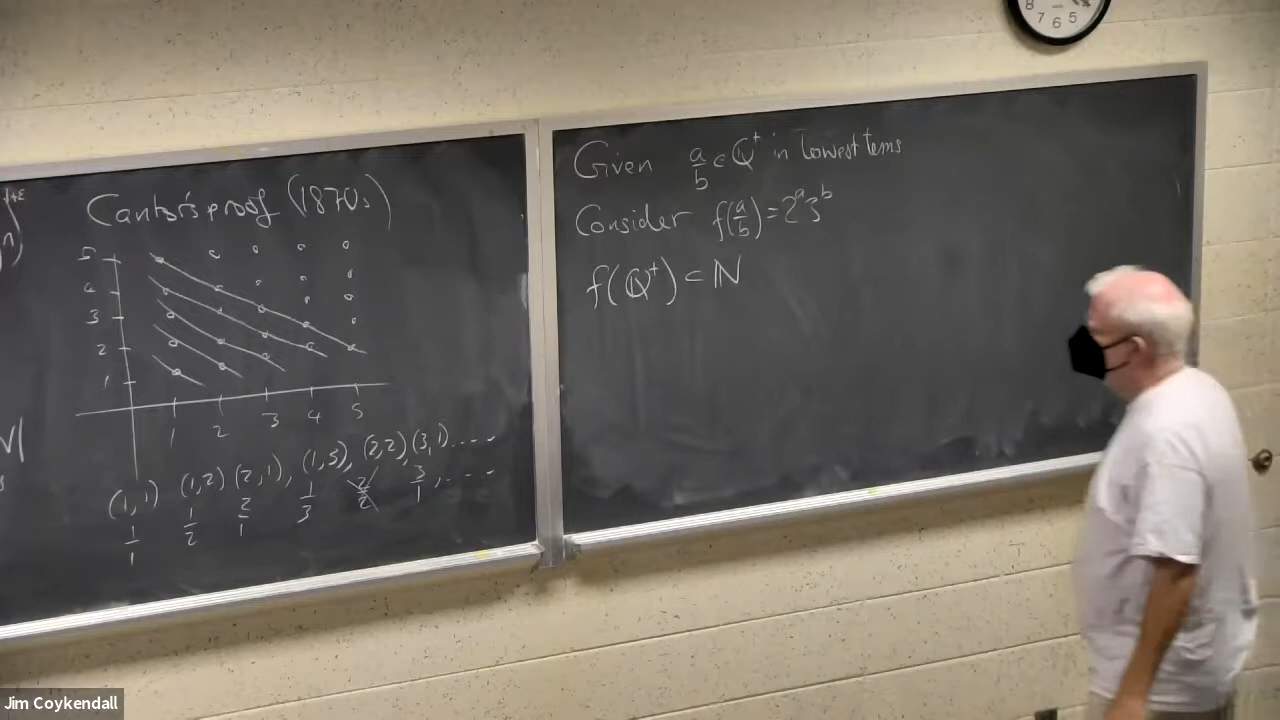 Cantor's proof (1870s)
5
4
3
2
1
1 2 3 4 5
(1,1) (1,2) (2,1), (1,3), (2,2), (3,1) .....
1/1 1/2 2/1 1/3 2/2 3/1, ....
Given a/b ∈ ℚ⁺ in lowest terms
Consider f(a/b) = 2ᵃ3ᵇ
f(ℚ⁺) ⊂ ℕ
8 7 6 5 4
Jim Coykendall